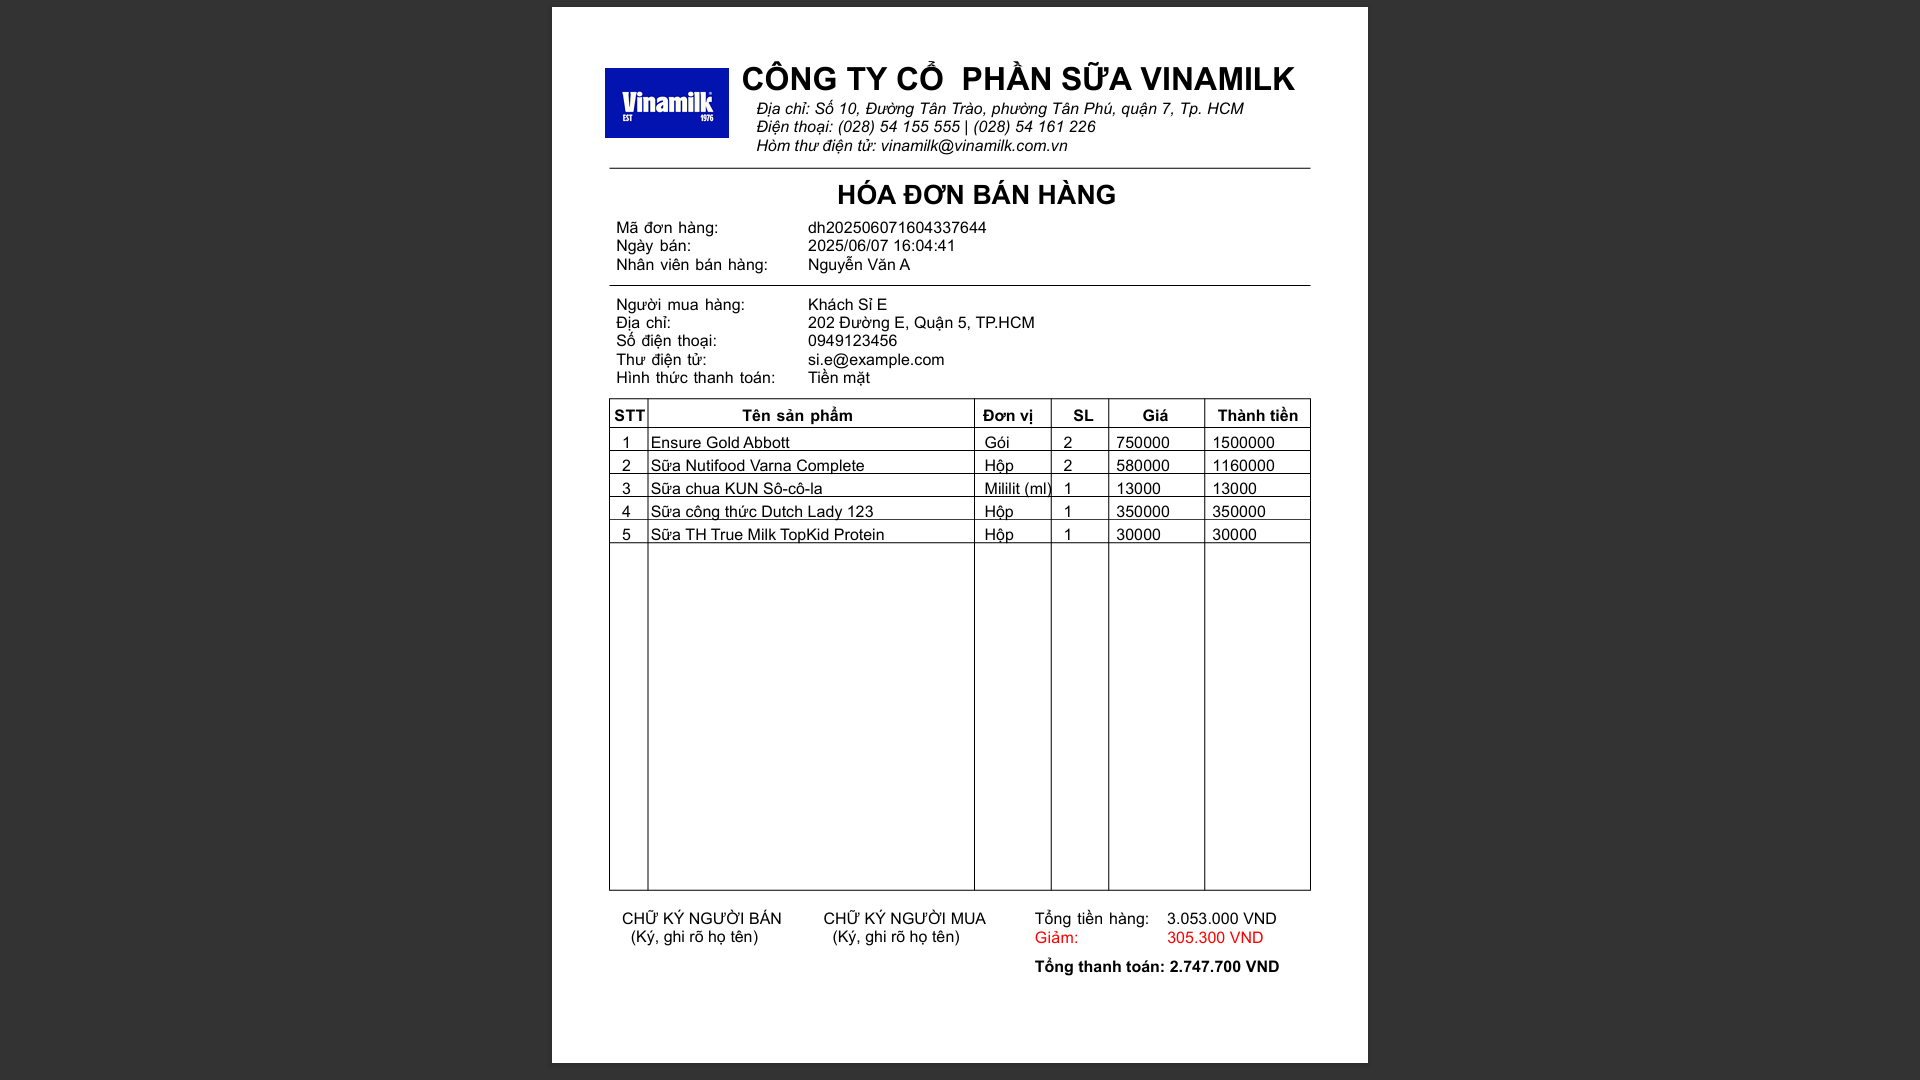 Vinamilk
EST 1976
CÔNG TY CỔ PHẦN SỮA VINAMILK
Địa chỉ: Số 10, Đường Tân Trào, phường Tân Phú, quận 7, Tp. HCM
Điện thoại: (028) 54 155 555 | (028) 54 161 226
Hòm thư điện tử: vinamilk@vinamilk.com.vn
HÓA ĐƠN BÁN HÀNG
Mã đơn hàng: dh202506071604337644
Ngày bán: 2025/06/07 16:04:41
Nhân viên bán hàng: Nguyễn Văn A
Người mua hàng: Khách Sỉ E
Địa chỉ: 202 Đường E, Quận 5, TP.HCM
Số điện thoại: 0949123456
Thư điện tử: si.e@example.com
Hình thức thanh toán: Tiền mặt
STT Tên sản phẩm Đơn vị SL Giá Thành tiền
1 Ensure Gold Abbott Gói 2 750000 1500000
2 Sữa Nutifood Varna Complete Hộp 2 580000 1160000
3 Sữa chua KUN Sô-cô-la Mililit (ml) 1 13000 13000
4 Sữa công thức Dutch Lady 123 Hộp 1 350000 350000
5 Sữa TH True Milk TopKid Protein Hộp 1 30000 30000
CHỮ KÝ NGƯỜI BÁN CHỮ KÝ NGƯỜI MUA Tổng tiền hàng: 3.053.000 VND
(Ký, ghi rõ họ tên) (Ký, ghi rõ họ tên) Giảm: 305.300 VND
Tổng thanh toán: 2.747.700 VND